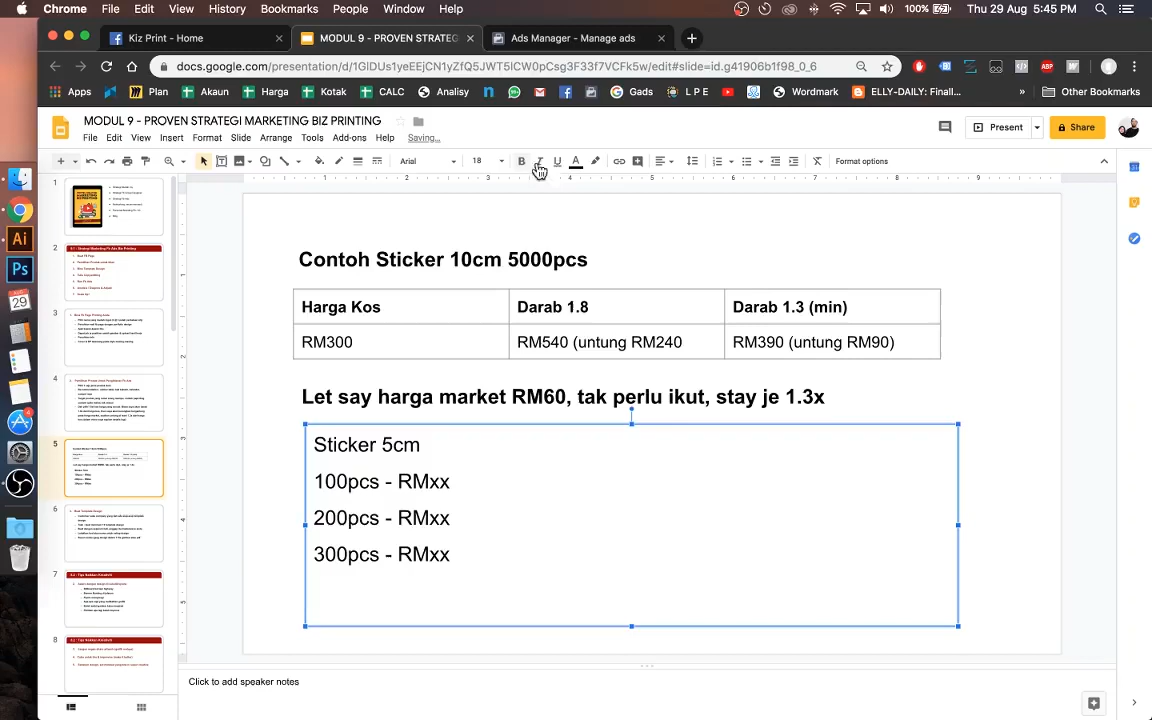 Chrome File Edit View History Bookmarks People Window Help 100% Thu 29 Aug 5:45 PM
Kiz Print - Home MODUL 9 - PROVEN STRATEG Ads Manager - Manage ads
docs.google.com/presentation/d/1GlDUs1yeEEjCN1yZfQ5JWT5lCW0pCsg3F33f7VCFk5w/edit#slide=id.g41906b1f98_0_6
Apps Plan Akaun Harga Kotak CALC Analisy Gads L P E Wordmark ELLY-DAILY: Finall... Other Bookmarks
MODUL 9 - PROVEN STRATEGI MARKETING BIZ PRINTING
File Edit View Insert Format Slide Arrange Tools Add-ons Help Saving...
Present Share
Arial 18 B I U A Format options
Contoh Sticker 10cm 5000pcs
Harga Kos Darab 1.8 Darab 1.3 (min)
RM300 RM540 (untung RM240 RM390 (untung RM90)
Let say harga market RM60, tak perlu ikut, stay je 1.3x
Sticker 5cm
100pcs - RMxx
200pcs - RMxx
300pcs - RMxx
Click to add speaker notes